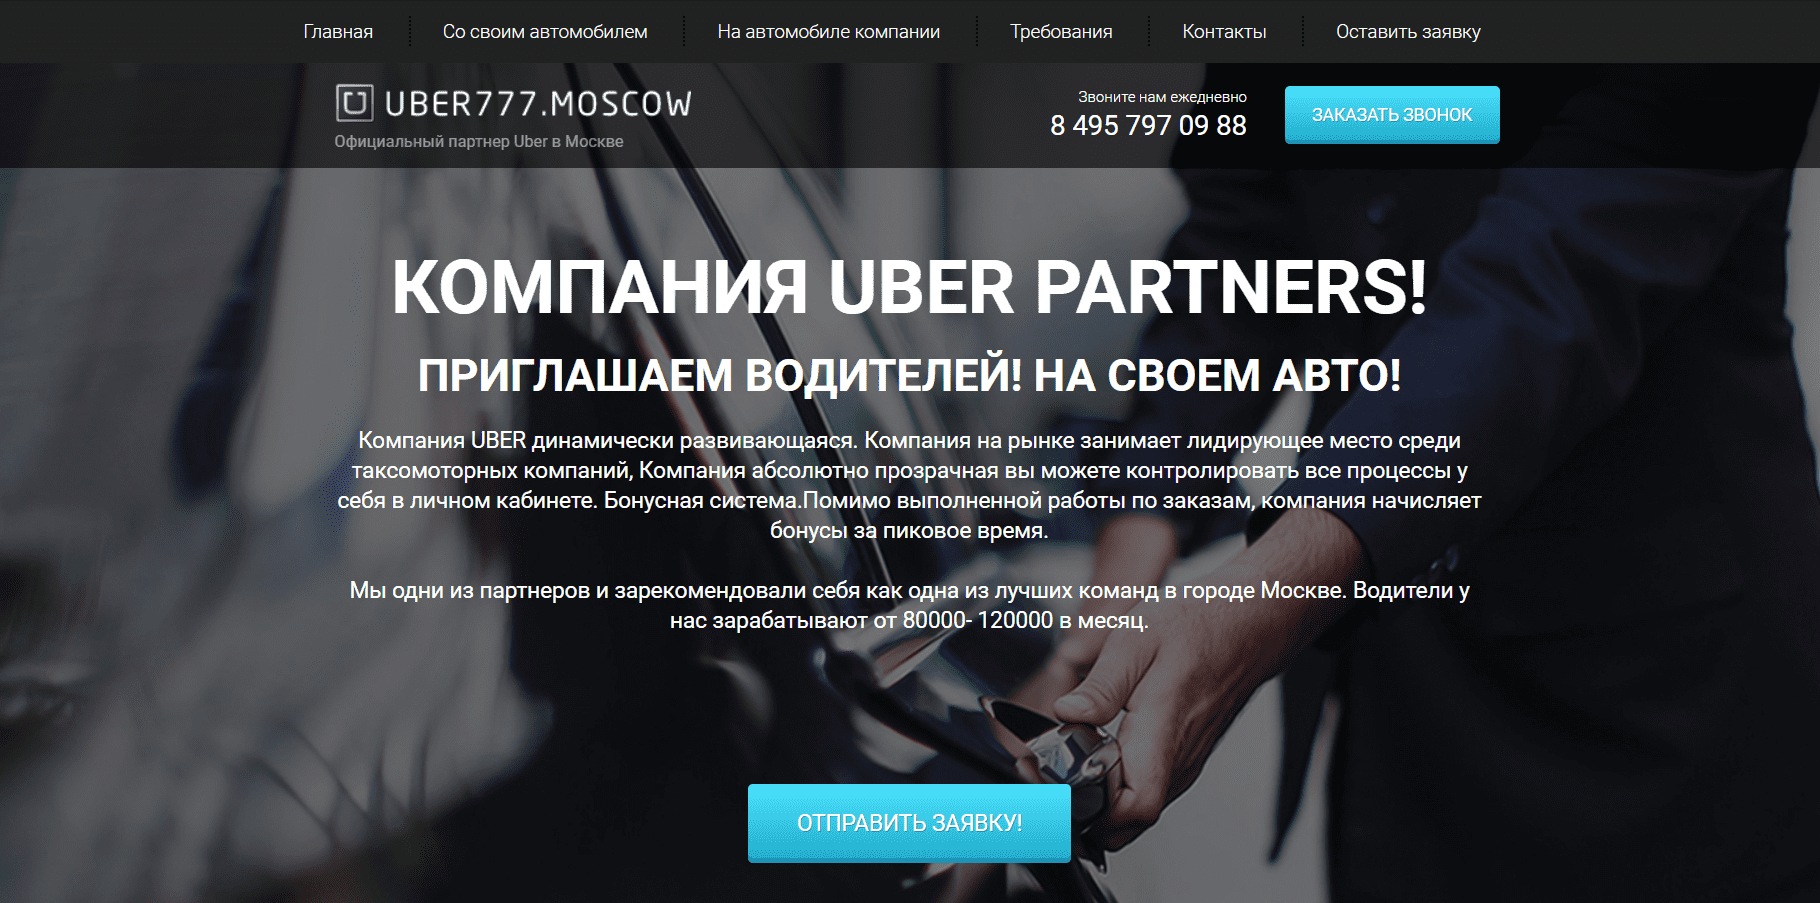 Главная
Со своим автомобилем
На автомобиле компании
Требования
Контакты
Оставить заявку
UBER777.MOSCOW
Официальный партнер Uber в Москве
Звоните нам ежедневно
8 495 797 09 88
ЗАКАЗАТЬ ЗВОНОК
КОМПАНИЯ UBER PARTNERS!
ПРИГЛАШАЕМ ВОДИТЕЛЕЙ! НА СВОЕМ АВТО!
Компания UBER динамически развивающаяся. Компания на рынке занимает лидирующее место среди
таксомоторных компаний, Компания абсолютно прозрачная вы можете контролировать все процессы у
себя в личном кабинете. Бонусная система.Помимо выполненной работы по заказам, компания начисляет
бонусы за пиковое время.
Мы одни из партнеров и зарекомендовали себя как одна из лучших команд в городе Москве. Водители у
нас зарабатывают от 80000- 120000 в месяц.
ОТПРАВИТЬ ЗАЯВКУ!